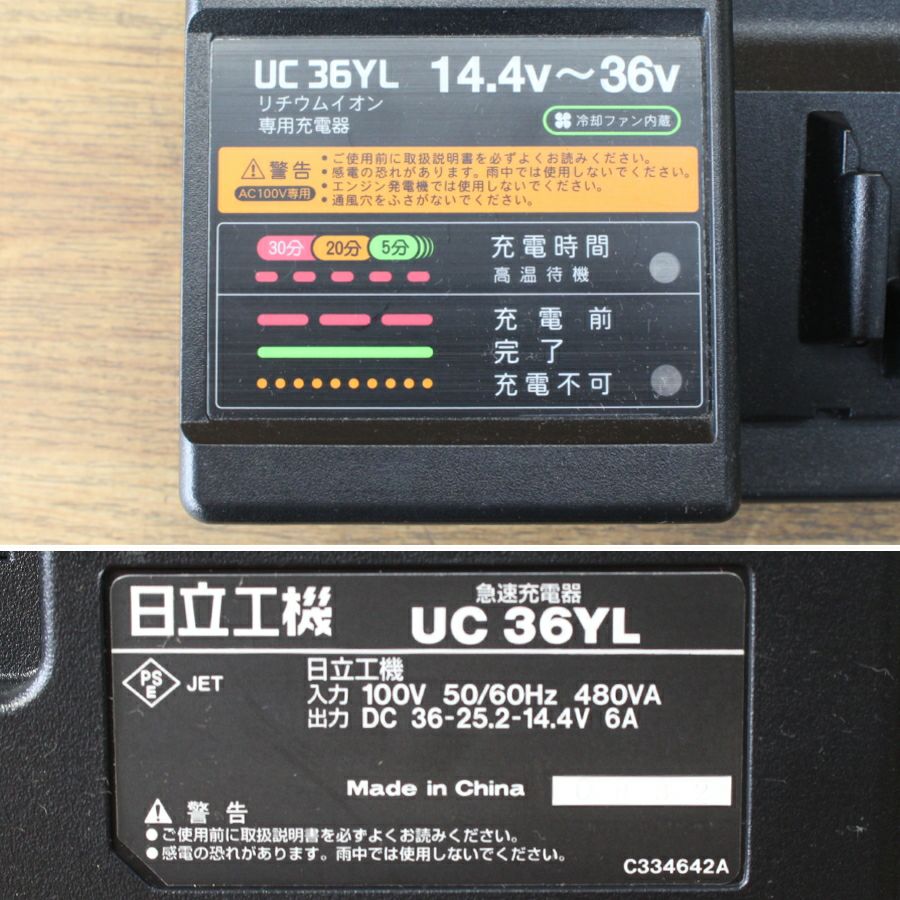 UC 36YL 14.4v～36v
リチウムイオン
専用充電器
冷却ファン内蔵
警告
AC100V専用
●ご使用前に取扱説明書を必ずよくお読みください。
●感電の恐れがあります。雨中では使用しないでください。
●エンジン発電機では使用しないでください。
●通風穴をふさがないでください。
30分 20分 5分 充電時間
高温待機
充電前
完了
充電不可
日立工機
急速充電器
UC 36YL
PSE JET
日立工機
入力 100V 50/60Hz 480VA
出力 DC 36-25.2-14.4V 6A
Made in China
警告
●ご使用前に取扱説明書を必ずよくお読みください。
●感電の恐れがあります。雨中では使用しないでください。
C334642A